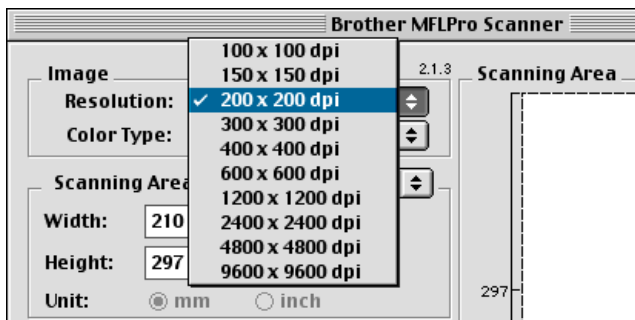 Brother MFLPro Scanner
Image
2.1.3
Resolution:
Color Type:
100 x 100 dpi
150 x 150 dpi
✓ 200 x 200 dpi
300 x 300 dpi
400 x 400 dpi
600 x 600 dpi
1200 x 1200 dpi
2400 x 2400 dpi
4800 x 4800 dpi
9600 x 9600 dpi
Scanning Area
Width: 210
Height: 297
Unit: mm inch
Scanning Area
297